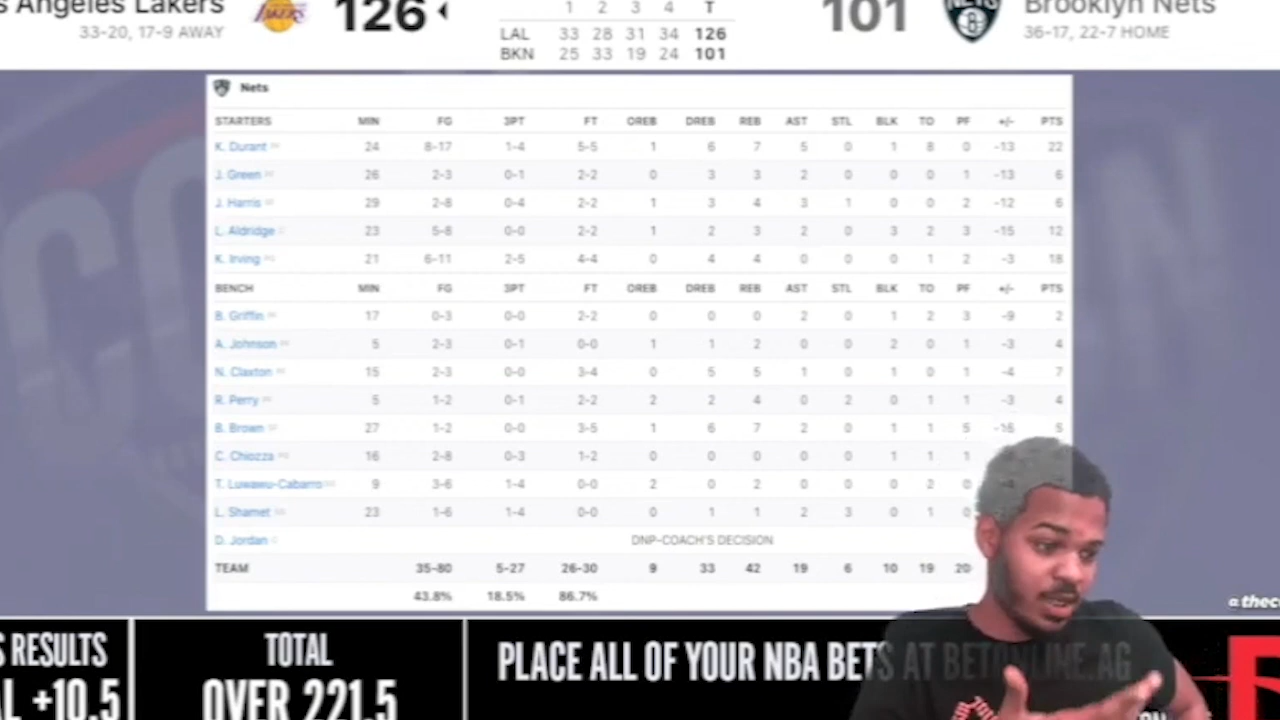 Angeles Lakers
33-20, 17-9 AWAY
LAKERS
126
1 2 3 4 T
LAL 33 28 31 34 126
BKN 25 33 19 24 101
101
NETS
B
Brooklyn Nets
36-17, 22-7 HOME
Nets
STARTERS MIN FG 3PT FT OREB DREB REB AST STL BLK TO PF +/- PTS
K. Durant 24 8-17 1-4 5-5 1 6 7 5 0 1 8 0 -13 22
J. Green 26 2-3 0-1 2-2 0 3 3 2 0 0 0 1 -13 6
J. Harris 29 2-8 0-4 2-2 1 3 4 3 1 0 0 2 -12 6
L. Aldridge 23 5-8 0-0 2-2 1 2 3 2 0 3 2 3 -15 12
K. Irving 21 6-11 2-5 4-4 0 4 4 0 0 0 1 2 -3 18
BENCH MIN FG 3PT FT OREB DREB REB AST STL BLK TO PF +/- PTS
B. Griffin 17 0-3 0-0 2-2 0 0 0 2 0 1 2 3 -9 2
A. Johnson 5 2-3 0-1 0-0 1 1 2 0 0 2 0 1 -3 4
N. Claxton 15 2-3 0-0 3-4 0 5 5 1 0 1 0 1 -4 7
R. Perry 5 1-2 0-1 2-2 2 2 4 0 2 0 1 1 -3 4
B. Brown 27 1-2 0-0 3-5 1 6 7 2 0 1 1 5 -16 5
C. Chiozza 16 2-8 0-3 1-2 0 0 0 0 0 1 1 1
T. Luwawu-Cabarro 9 3-6 1-4 0-0 2 0 2 0 0 0 2 0
L. Shamet 23 1-6 1-4 0-0 0 1 1 2 3 0 1 0
D. Jordan DNP-COACH'S DECISION
TEAM 35-80 5-27 26-30 9 33 42 19 6 10 19 20
43.8% 18.5% 86.7%
RESULTS
+10.5
TOTAL
OVER 221.5
PLACE ALL OF YOUR NBA BETS AT BETONLINE.AG